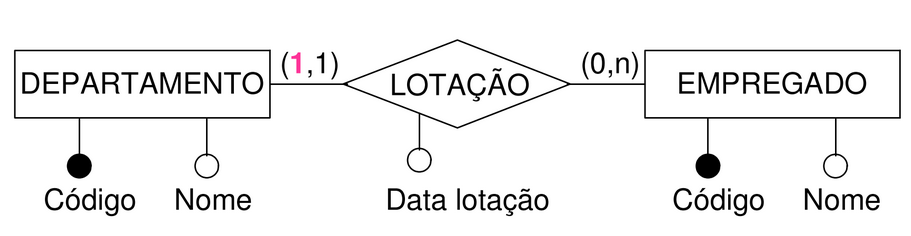 (1,1) (0,n)
DEPARTAMENTO LOTAÇÃO EMPREGADO
Código Nome Data lotação Código Nome